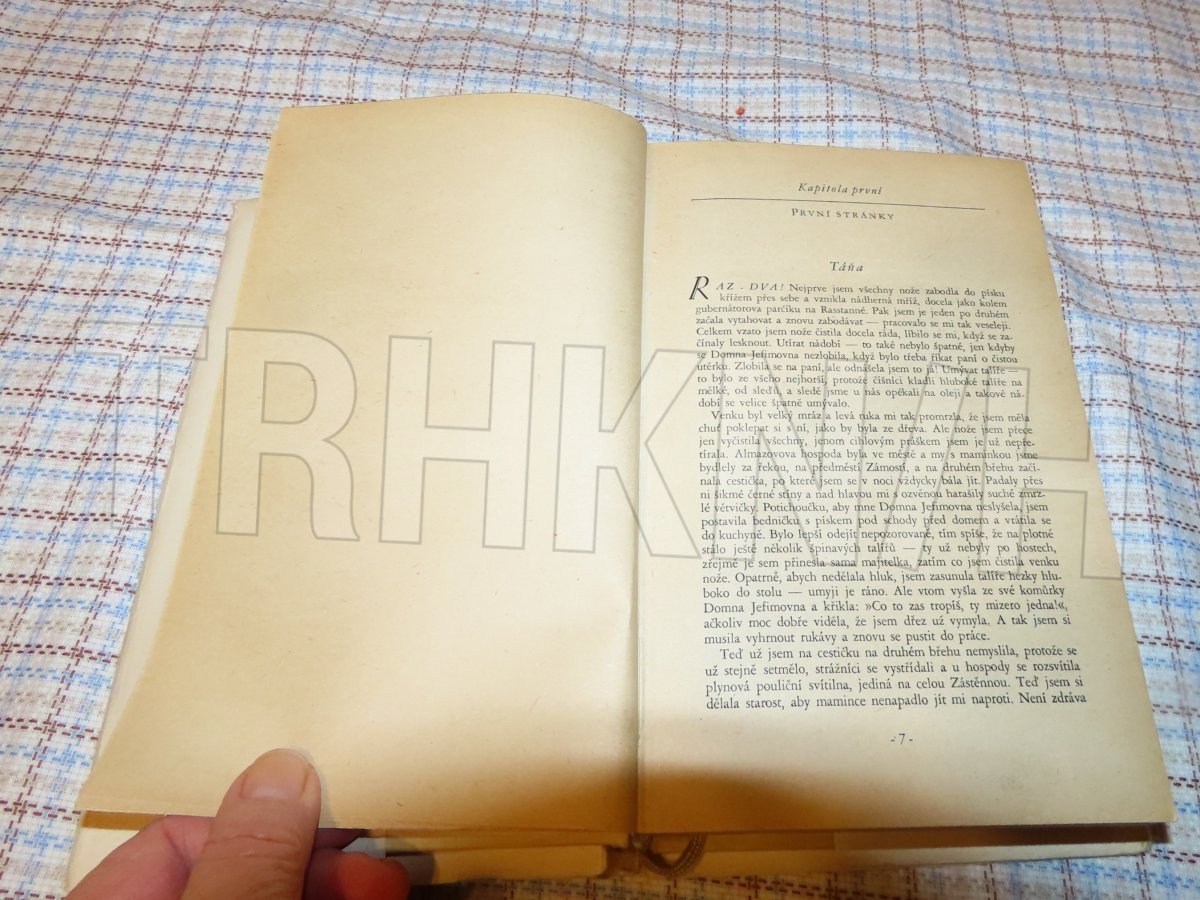 Kapitola první
PRVNÍ STRÁNKY
Táňa
RAZ - DVA! Nejprve jsem všechny nože zabodla do písku
křížem přes sebe a vznikla nádherná mříž, docela jako kolem
gubernátorova parčíku na Rasstanné. Pak jsem je jeden po druhém
začala vytahovat a znovu zabodávat — pracovalo se mi tak veseleji.
Celkem vzato jsem nože čistila docela ráda, líbilo se mi, když se za-
čínaly lesknout. Utírat nádobí — to také nebylo špatné, jen kdyby
se Domna Jefimovna nezlobila, když bylo třeba říkat paní o čistou
utěrku. Zlobila se na paní, ale odnášela jsem to já! Umývat talíře —
to bylo ze všeho nejhorší, protože číšníci kladli hluboké talíře na
mělké, od sleďů, a sledě jsme u nás opékali na oleji a takové ná-
dobí se velice špatně umývalo.
Venku byl velký mráz a levá ruka mi tak promrzla, že jsem měla
chuť poklepat si s ní, jako by byla ze dřeva. Ale nože jsem přece
jen vyčistila všechny, jenom cihlovým práškem jsem je už nepře-
tírala. Almazovova hospoda byla ve městě a my s maminkou jsme
bydlely za řekou, na předměstí Zámostí, a na druhém břehu začí-
nala cestička, po které jsem se v noci vždycky bála jít. Padaly přes
ni šikmé černé stíny a nad hlavou mi s ozvěnou harašily suché zmrz-
lé větvičky. Potichoučku, aby mne Domna Jefimovna neslyšela, jsem
postavila bedničku s pískem pod schody před domem a vrátila se
do kuchyně. Bylo lepší odejít nepozorovaně, tím spíše, že na plotně
stálo ještě několik špinavých talířů — ty už nebyly po hostech,
zřejmě je sem přinesla sama majitelka, zatím co jsem čistila venku
nože. Opatrně, abych nedělala hluk, jsem zasunula talíře hezky hlu-
boko do stolu — umyji je ráno. Ale vtom vyšla ze své komůrky
Domna Jefimovna a křikla: »Co to zas tropíš, ty mizero jedna!«,
ačkoliv moc dobře viděla, že jsem dřez už vymyla. A tak jsem si
musila vyhrnout rukávy a znovu se pustit do práce.
Teď už jsem na cestičku na druhém břehu nemyslila, protože se
už stejně setmělo, strážníci se vystřídali a u hospody se rozsvítila
plynová pouliční svítilna, jediná na celou Zástěnnou. Teď jsem si
dělala starost, aby mamince nenapadlo jít mi naproti. Není zdráva
-7-
TRHKNIH